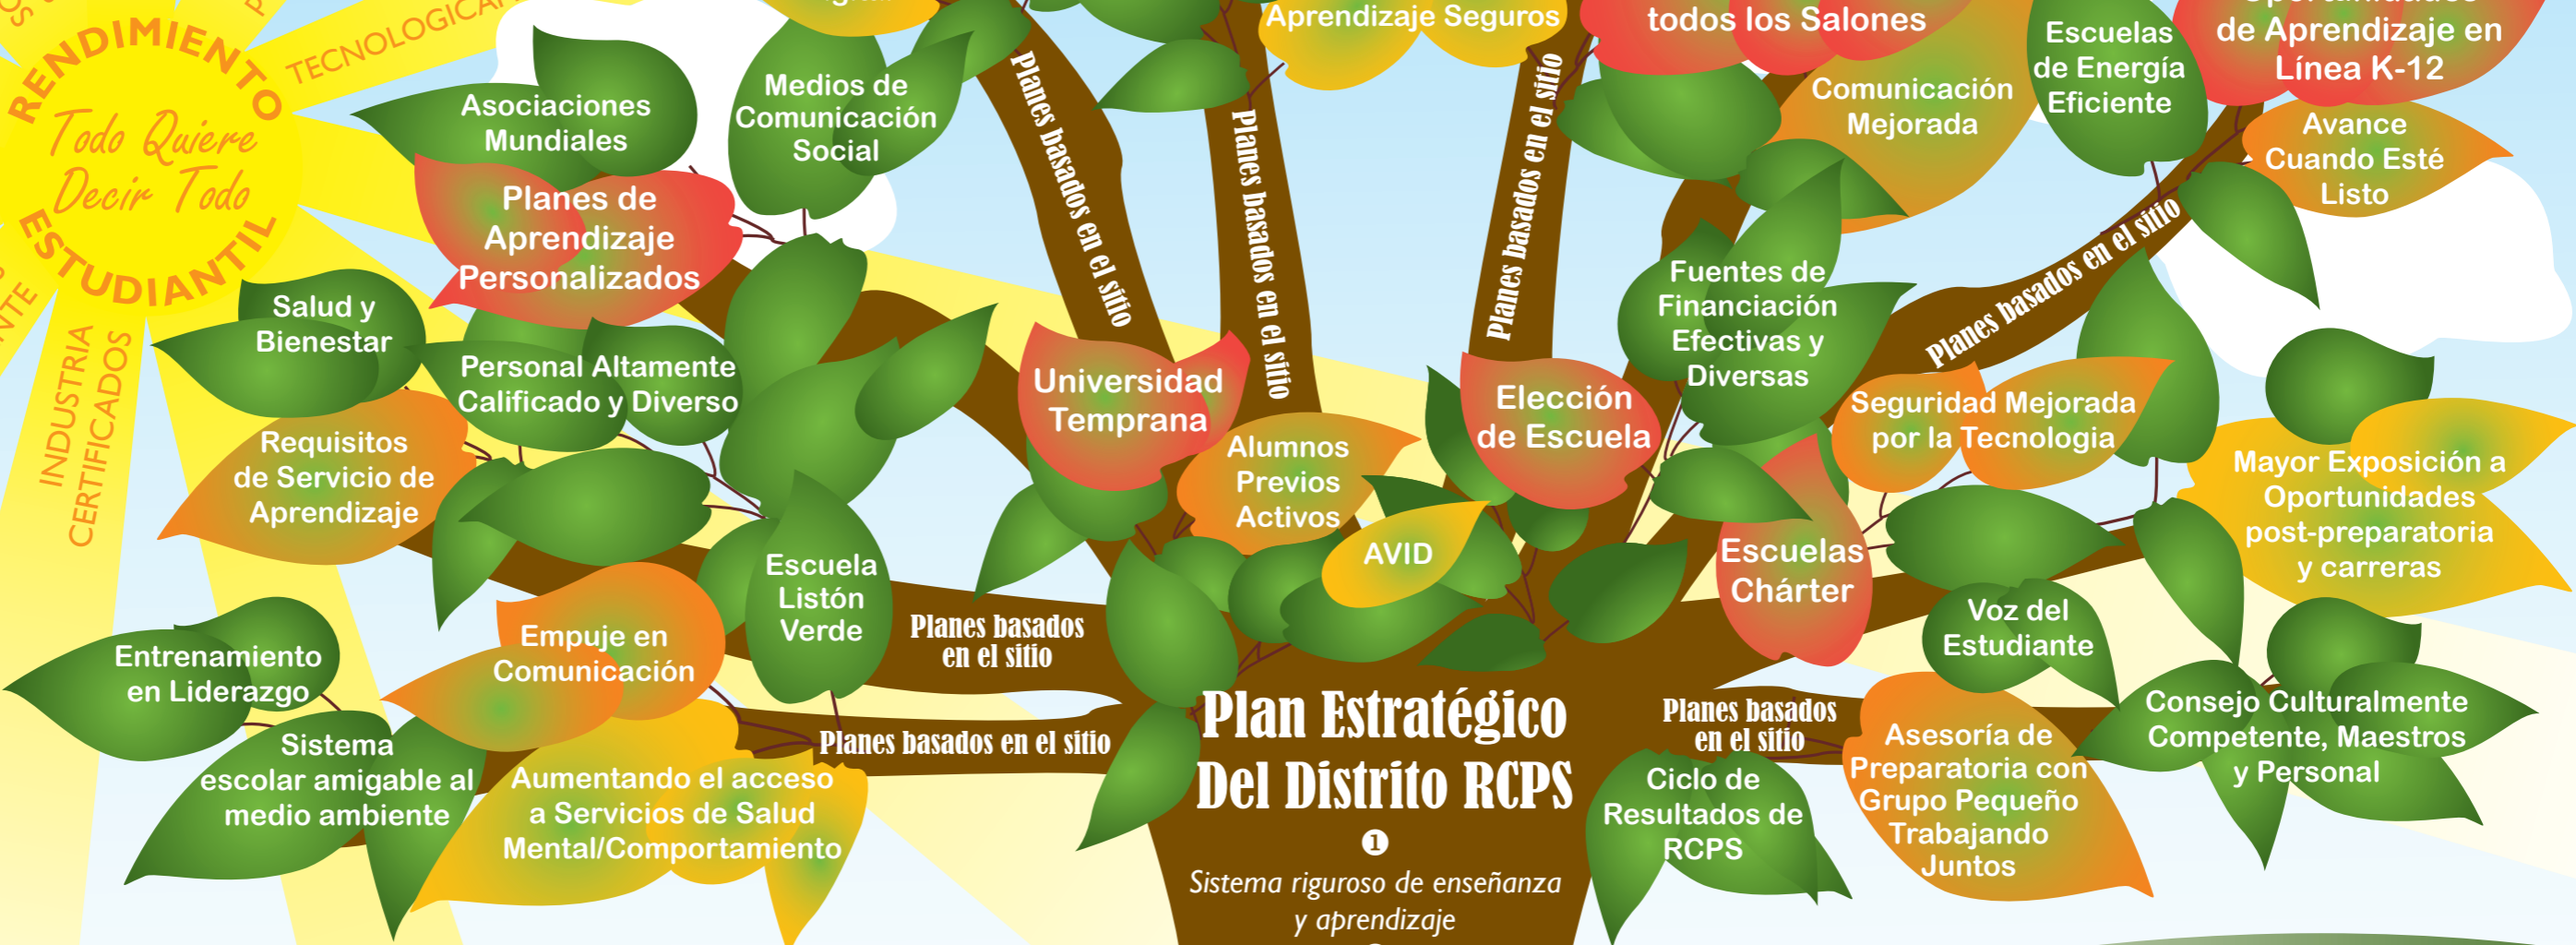 RENDIMIENTO
Todo Quiere
Decir Todo
ESTUDIANTIL
INDUSTRIA
CERTIFICADOS
Asociaciones
Mundiales
Medios de
Comunicación
Social
Planes de
Aprendizaje
Personalizados
Salud y
Bienestar
Personal Altamente
Calificado y Diverso
Requisitos
de Servicio de
Aprendizaje
Escuela
Listón
Verde
Empuje en
Comunicación
Entrenamiento
en Liderazgo
Sistema
escolar amigable al
medio ambiente
Aumentando el acceso
a Servicios de Salud
Mental/Comportamiento
Planes basados
en el sitio
Planes basados en el sitio
Planes basados en el sitio
Planes basados en el sitio
Planes basados en el sitio
Planes basados en el sitio
Aprendizaje Seguros
todos los Salones
Comunicación
Mejorada
Escuelas
de Energía
Eficiente
de Aprendizaje en
Línea K-12
Avance
Cuando Esté
Listo
Universidad
Temprana
Alumnos
Previos
Activos
AVID
Elección
de Escuela
Fuentes de
Financiación
Efectivas y
Diversas
Seguridad Mejorada
por la Tecnologia
Escuelas
Chárter
Mayor Exposición a
Oportunidades
post-preparatoria
y carreras
Voz del
Estudiante
Planes basados
en el sitio
Ciclo de
Resultados de
RCPS
Asesoría de
Preparatoria con
Grupo Pequeño
Trabajando
Juntos
Consejo Culturalmente
Competente, Maestros
y Personal
Plan Estratégico
Del Distrito RCPS
1
Sistema riguroso de enseñanza
y aprendizaje